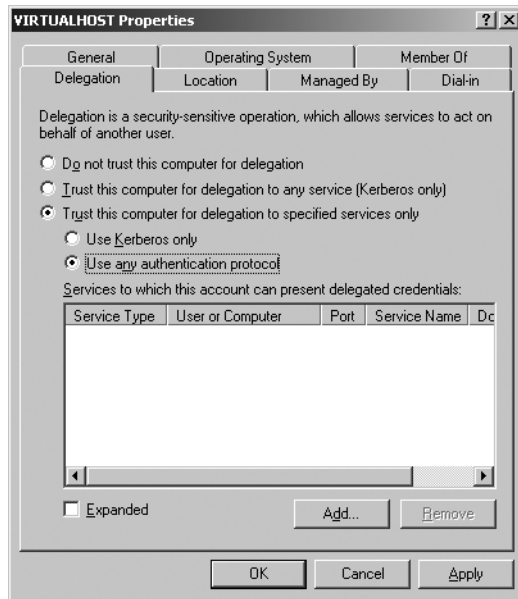 VIRTUALHOST Properties
General Operating System Member Of
Delegation Location Managed By Dial-in
Delegation is a security-sensitive operation, which allows services to act on
behalf of another user.
Do not trust this computer for delegation
Trust this computer for delegation to any service (Kerberos only)
Trust this computer for delegation to specified services only
Use Kerberos only
Use any authentication protocol
Services to which this account can present delegated credentials:
Service Type User or Computer Port Service Name Do
Expanded Add... Remove
OK Cancel Apply